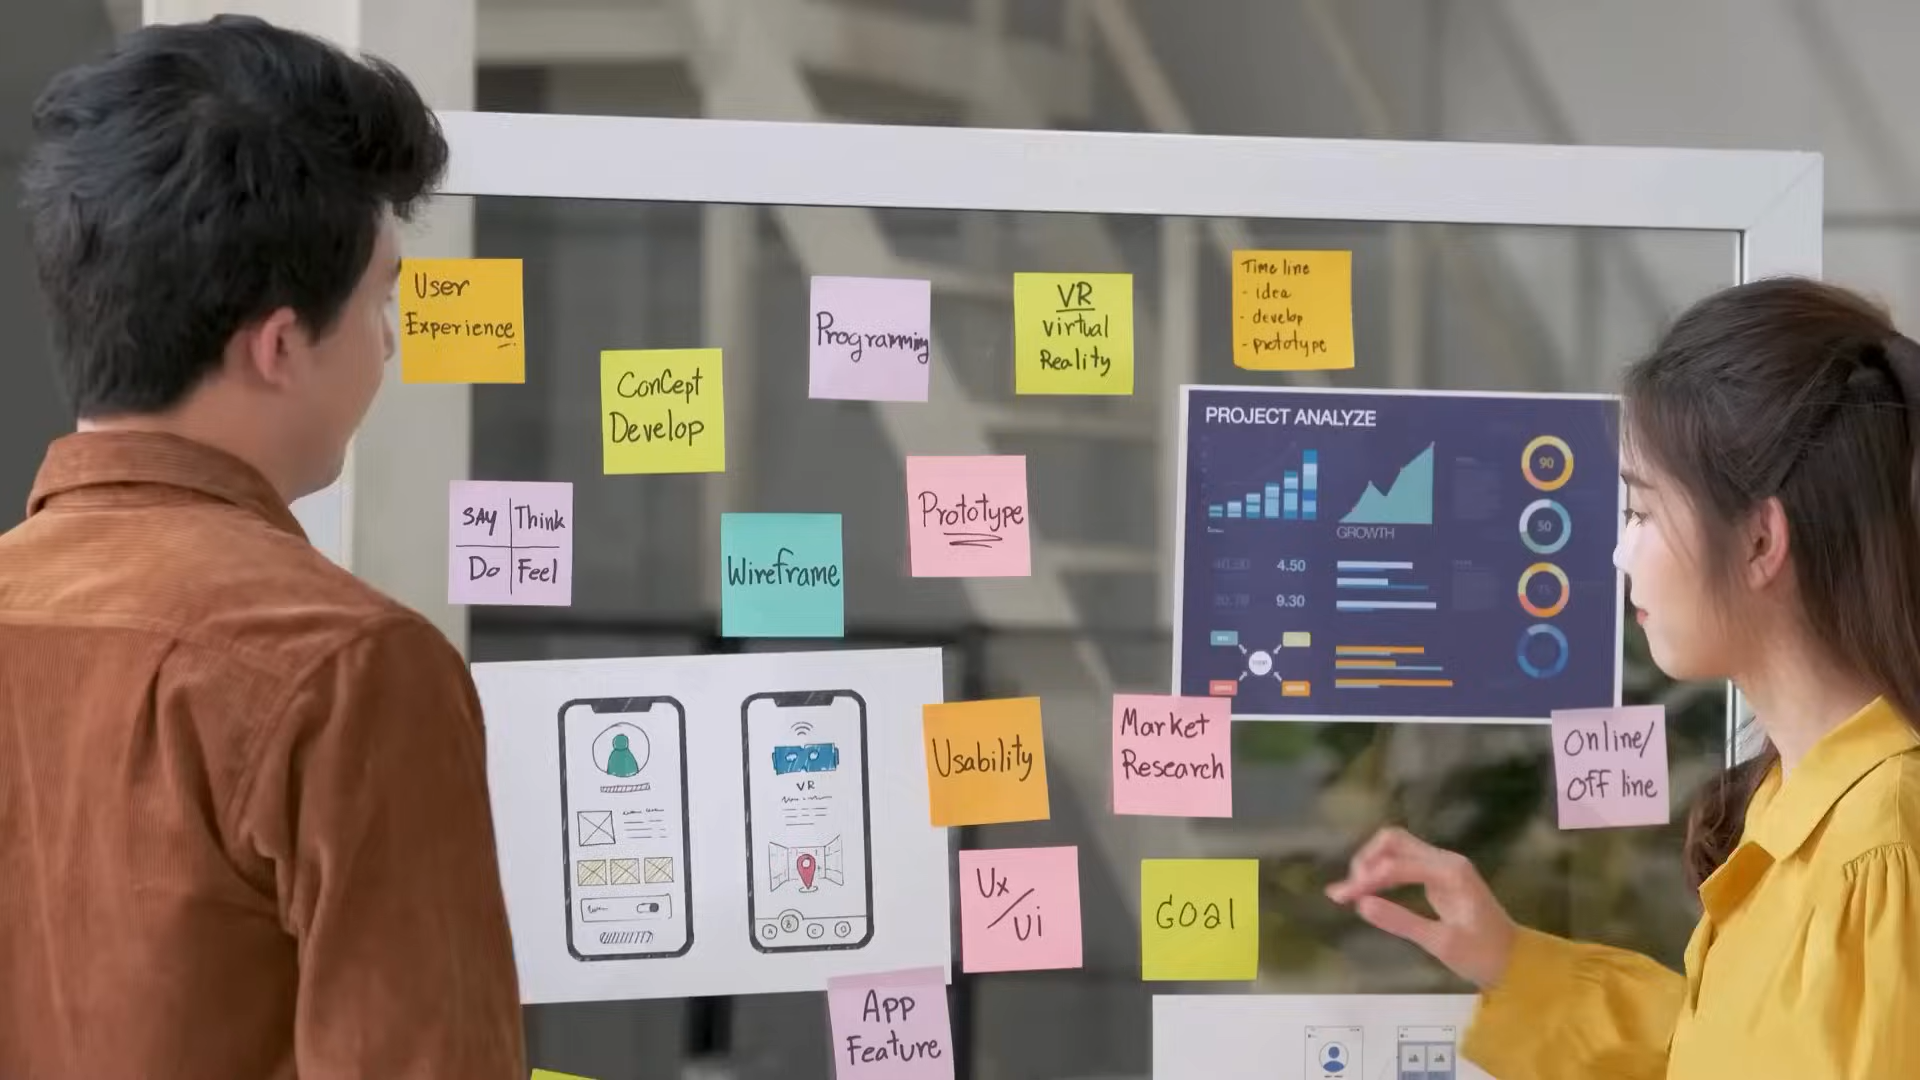 User
Experience
ConCept
Develop
Programming
VR
virtual
Reality
Time line
- idea
- develop
- prototype
SAY Think
Do Feel
Wireframe
Prototype
PROJECT ANALYZE
GROWTH
90
50
4.50
9.30
VR
A B C D
Usability
Market
Research
Online/
Off line
Ux
/ Ui
GOal
App
Feature